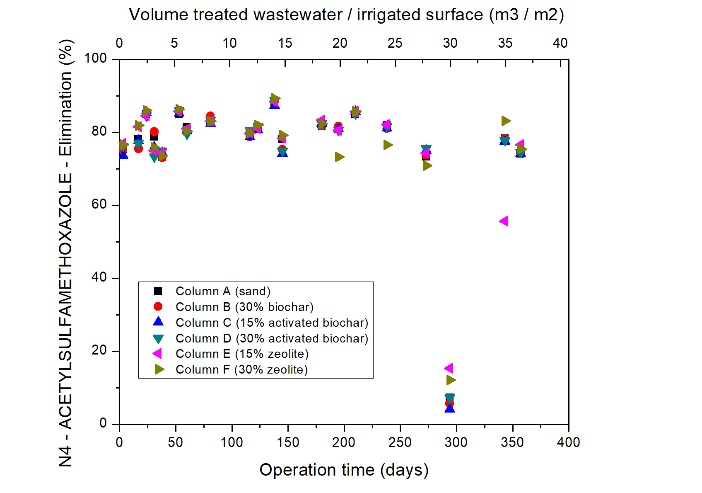 Volume treated wastewater / irrigated surface (m3 / m2)
0 5 10 15 20 25 30 35 40
N4 - ACETYLSULFAMETHOXAZOLE - Elimination (%)
100
80
60
40
20
0
Column A (sand)
Column B (30% biochar)
Column C (15% activated biochar)
Column D (30% activated biochar)
Column E (15% zeolite)
Column F (30% zeolite)
0 50 100 150 200 250 300 350 400
Operation time (days)